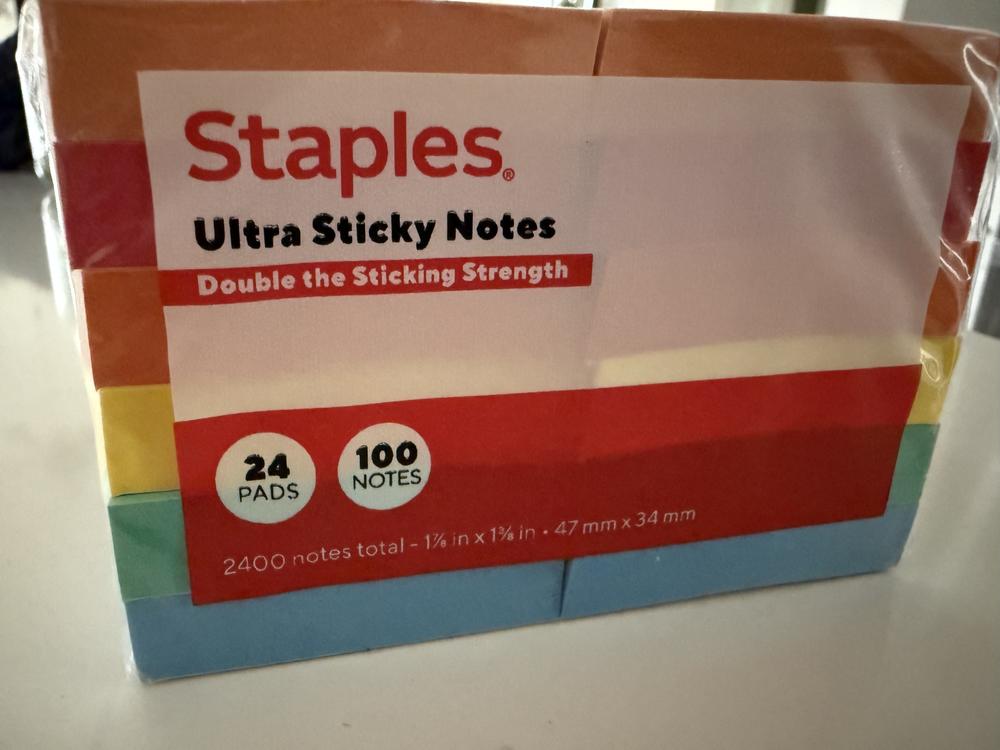 Staples®
Ultra Sticky Notes
Double the Sticking Strength
24
PADS
100
NOTES
2400 notes total - 1⅞ in x 1⅜ in • 47 mm x 34 mm